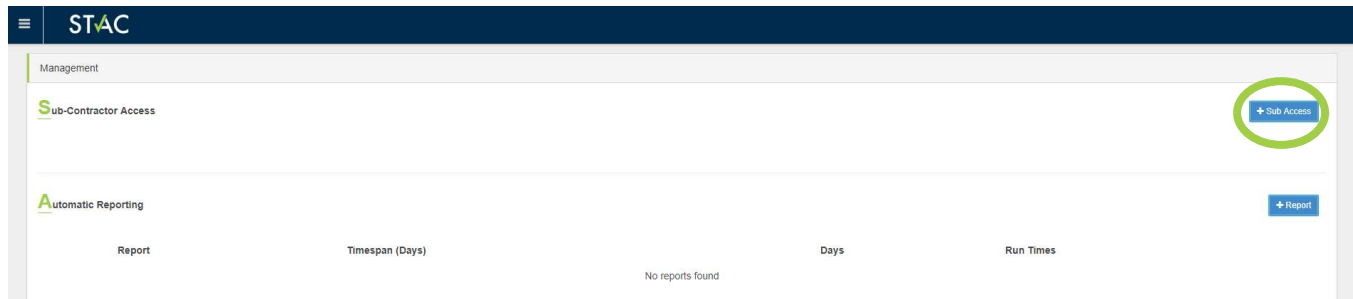 STAC
Management
Sub-Contractor Access
+ Sub Access
Automatic Reporting
+ Report
Report Timespan (Days) Days Run Times
No reports found